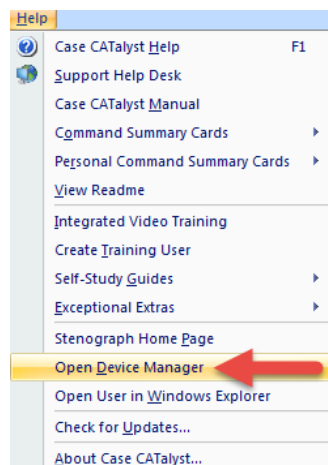 Help
Case CATalyst Help F1
Support Help Desk
Case CATalyst Manual
Command Summary Cards
Personal Command Summary Cards
View Readme
Integrated Video Training
Create Training User
Self-Study Guides
Exceptional Extras
Stenograph Home Page
Open Device Manager
Open User in Windows Explorer
Check for Updates...
About Case CATalyst...